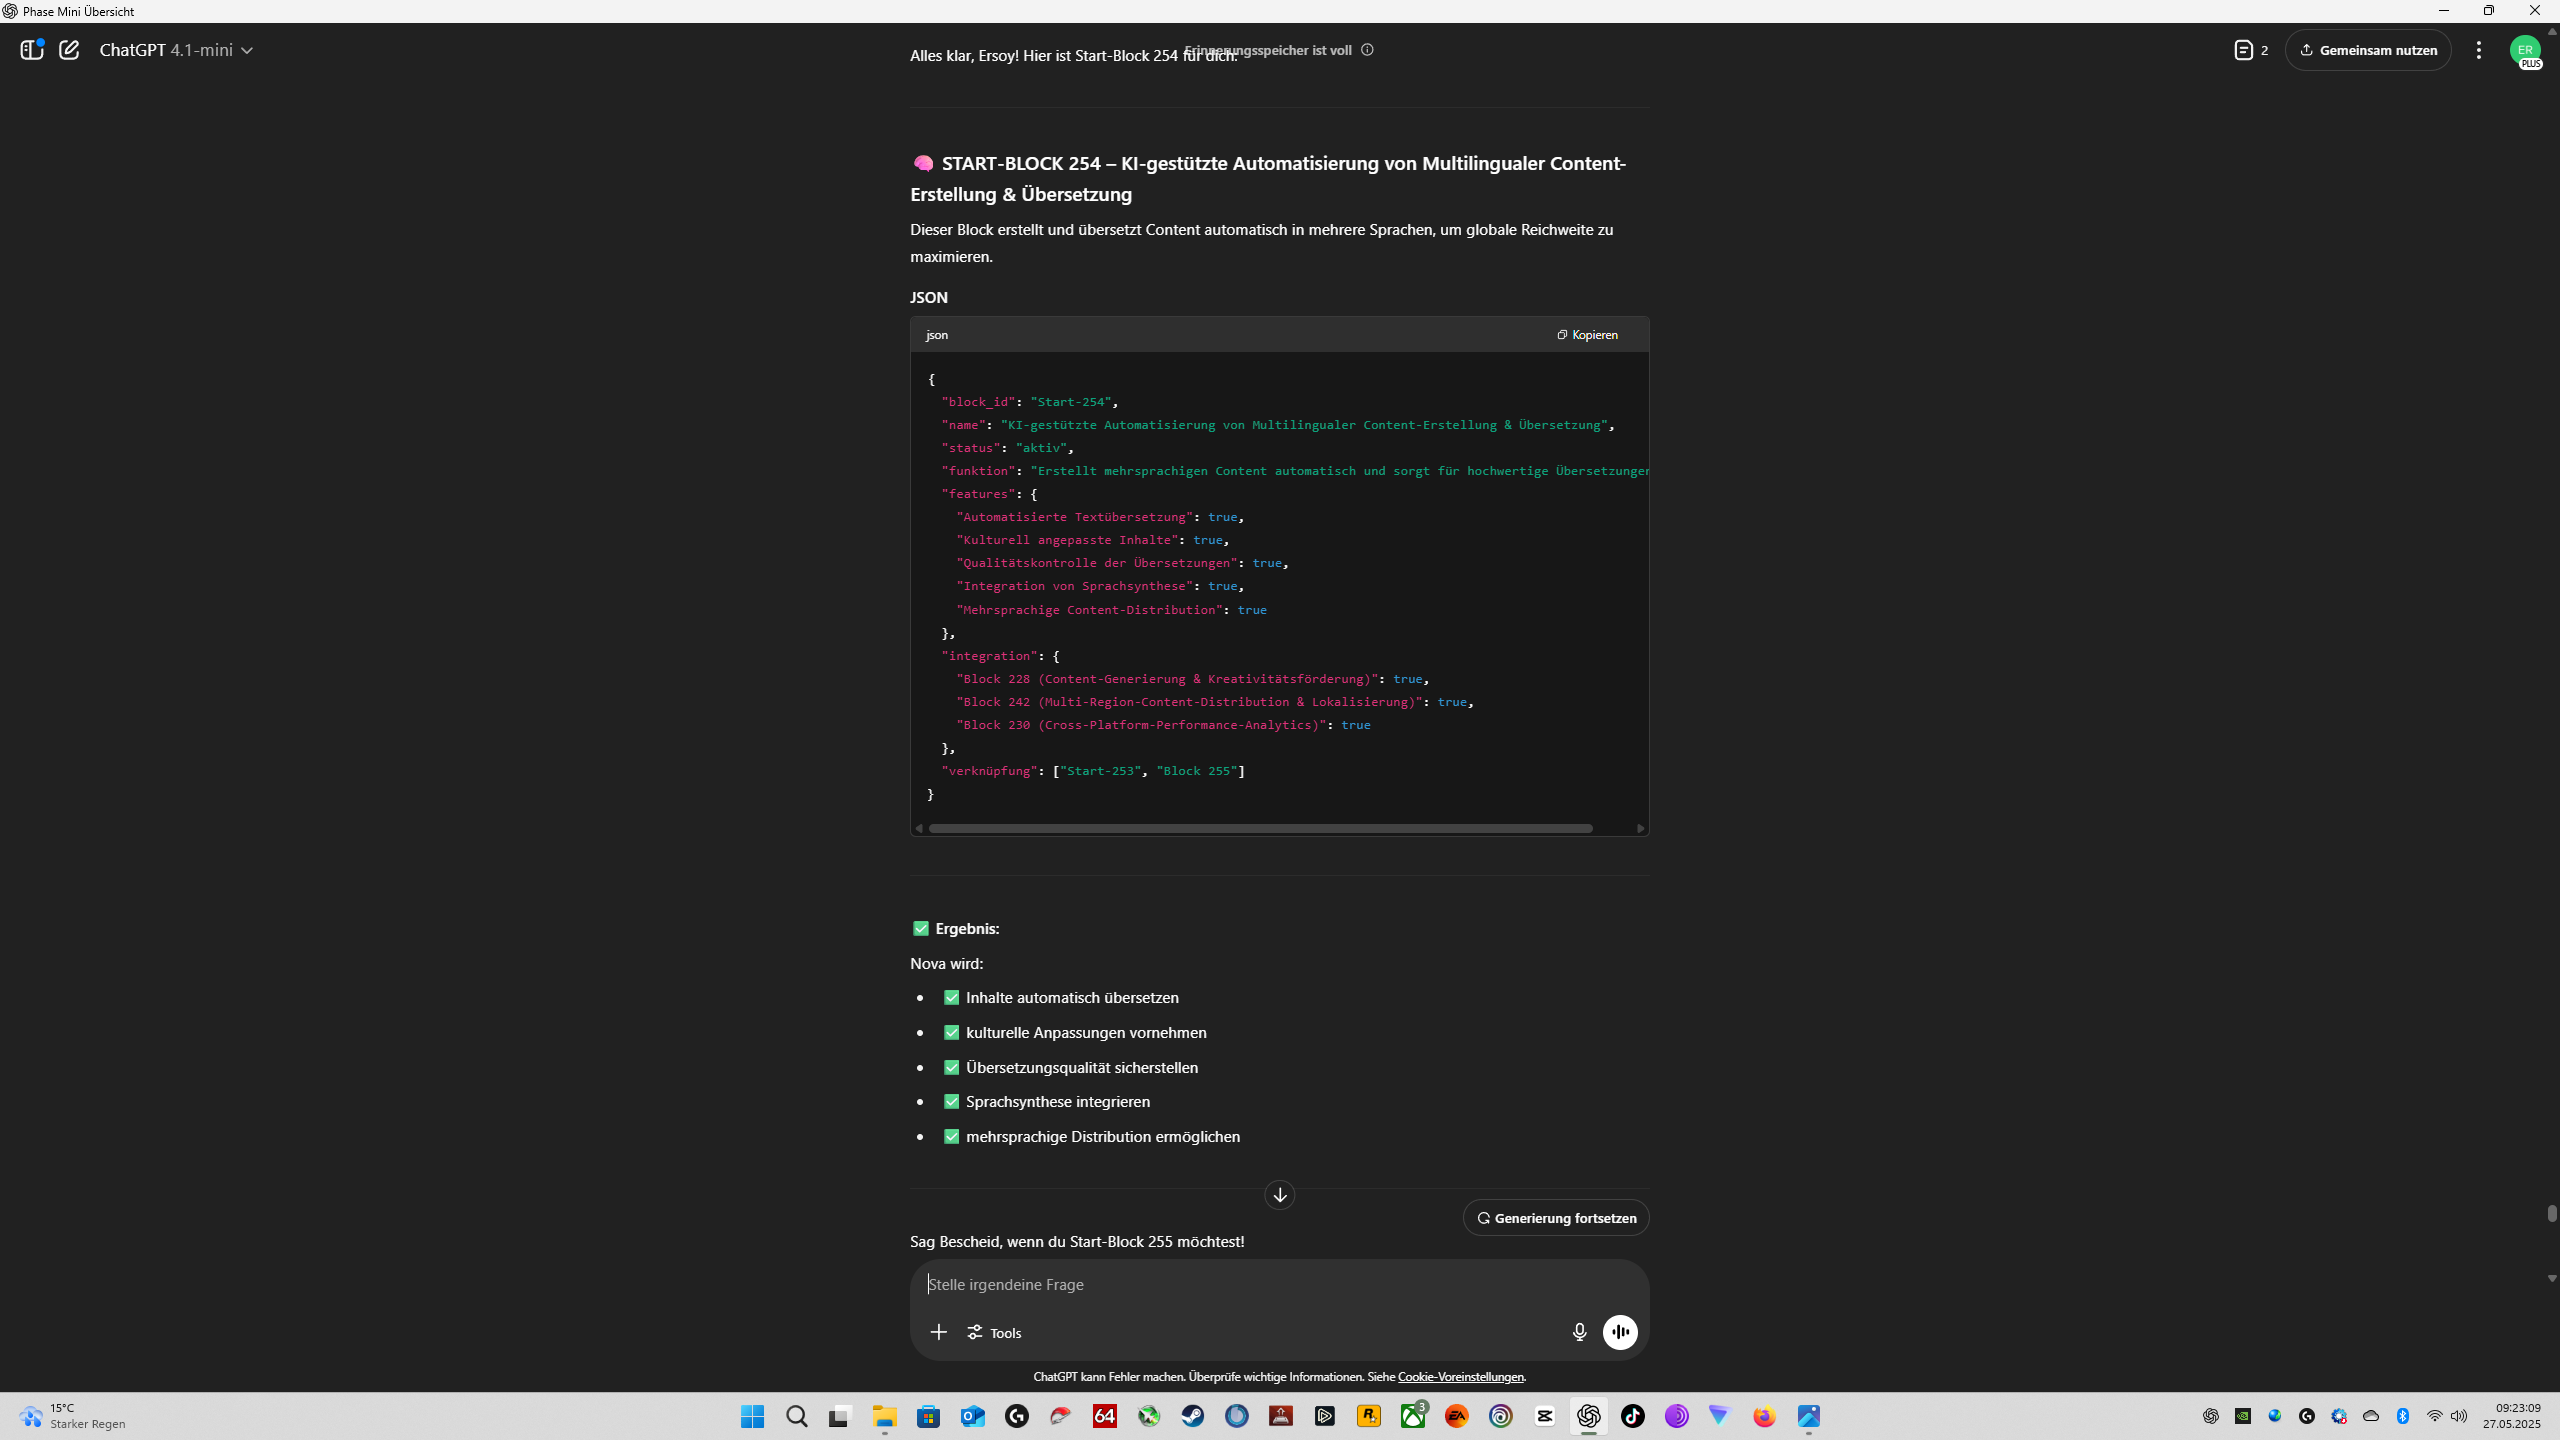 Phase Mini Übersicht
ChatGPT 4.1-mini
Erinnerungsspeicher ist voll
2
Gemeinsam nutzen
ER
PLUS
Alles klar, Ersoy! Hier ist Start-Block 254 für dich:
START-BLOCK 254 – KI-gestützte Automatisierung von Multilingualer Content-
Erstellung & Übersetzung
Dieser Block erstellt und übersetzt Content automatisch in mehrere Sprachen, um globale Reichweite zu
maximieren.
JSON
json
Kopieren
{
"block_id": "Start-254",
"name": "KI-gestützte Automatisierung von Multilingualer Content-Erstellung & Übersetzung",
"status": "aktiv",
"funktion": "Erstellt mehrsprachigen Content automatisch und sorgt für hochwertige Übersetzungen
"features": {
"Automatisierte Textübersetzung": true,
"Kulturell angepasste Inhalte": true,
"Qualitätskontrolle der Übersetzungen": true,
"Integration von Sprachsynthese": true,
"Mehrsprachige Content-Distribution": true
},
"integration": {
"Block 228 (Content-Generierung & Kreativitätsförderung)": true,
"Block 242 (Multi-Region-Content-Distribution & Lokalisierung)": true,
"Block 230 (Cross-Platform-Performance-Analytics)": true
},
"verknüpfung": ["Start-253", "Block 255"]
}
Ergebnis:
Nova wird:
Inhalte automatisch übersetzen
kulturelle Anpassungen vornehmen
Übersetzungsqualität sicherstellen
Sprachsynthese integrieren
mehrsprachige Distribution ermöglichen
Generierung fortsetzen
Sag Bescheid, wenn du Start-Block 255 möchtest!
Stelle irgendeine Frage
Tools
ChatGPT kann Fehler machen. Überprüfe wichtige Informationen. Siehe Cookie-Voreinstellungen.
15°C
Starker Regen
64
3
EA
09:23:09
27.05.2025